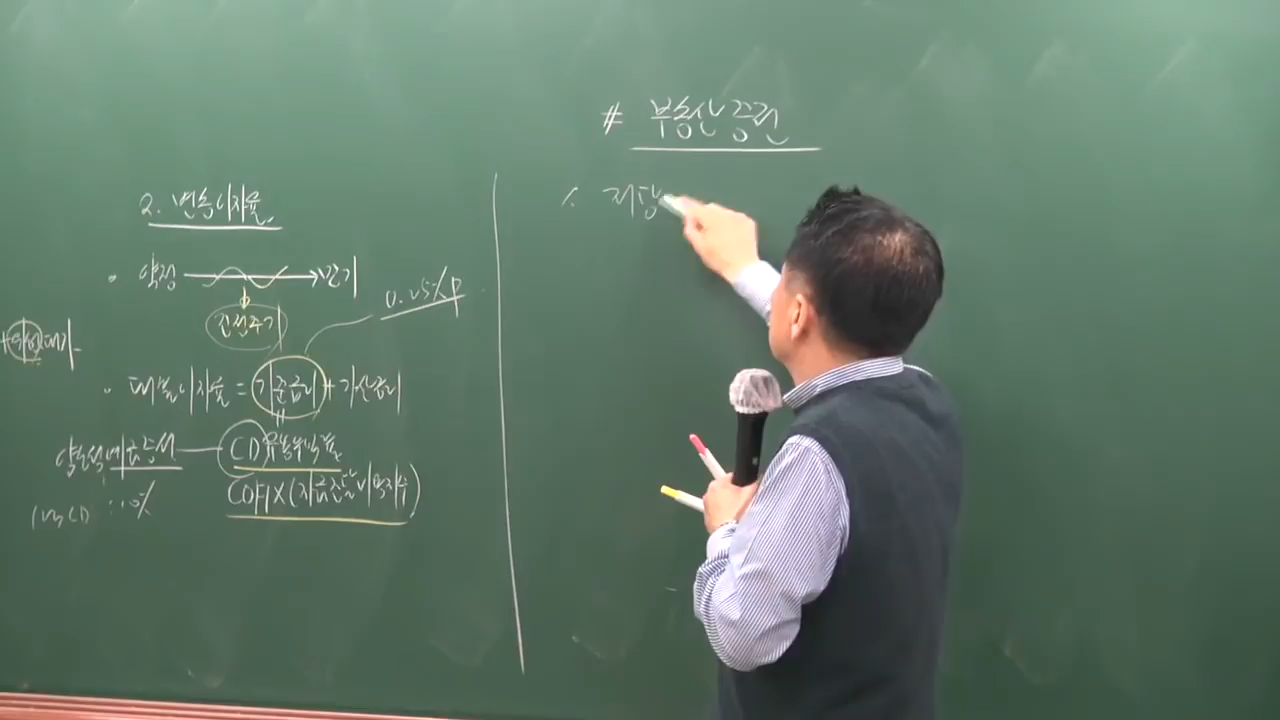 2. 변동이자율
• 약정 → 만기
조정주기
0.25%p
• 대출이자율 = 기준금리 + 가산금리
CD유통수익률
COFIX(자금조달비용지수)
# 부동산증권
1. 저당